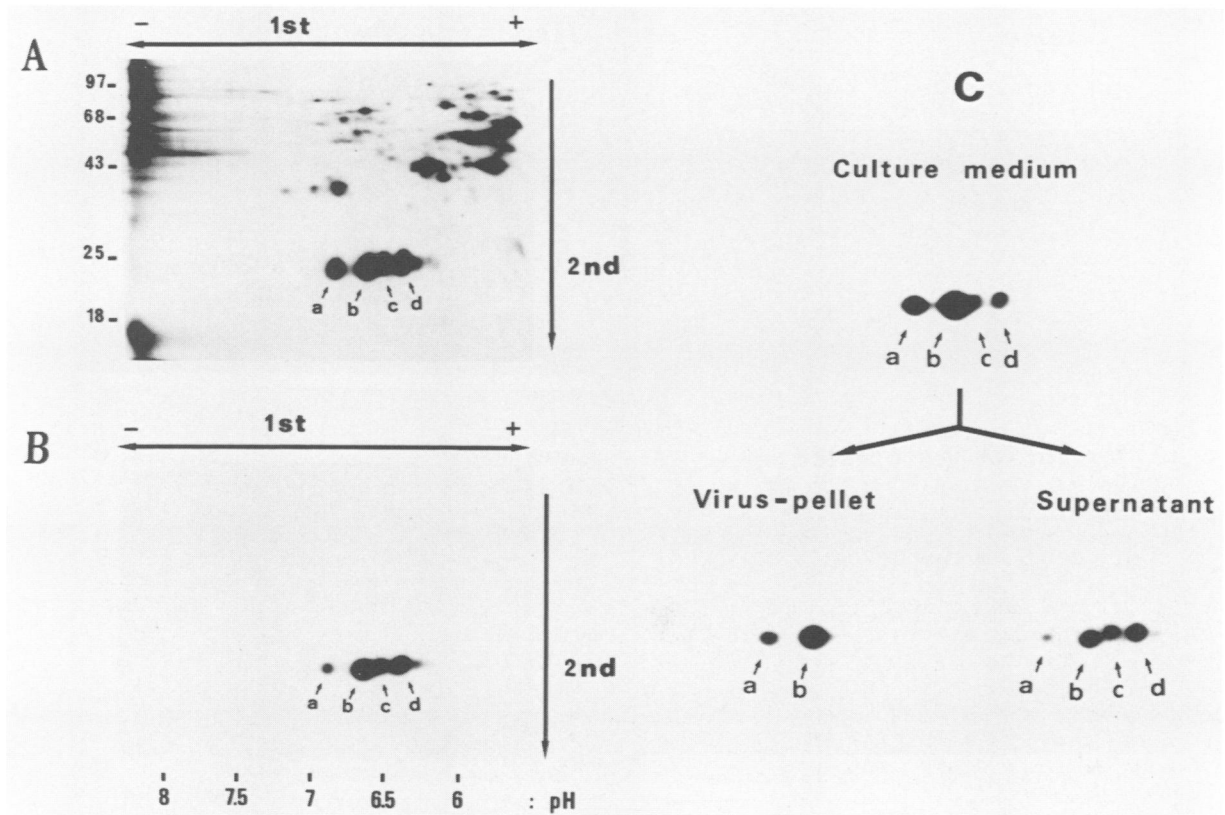 A
− 1st +
97
68
43
25
18
a b c d
2nd
B
− 1st +
a b c d
2nd
8 7.5 7 6.5 6 : pH
C
Culture medium
a b c d
Virus-pellet Supernatant
a b
a b c d